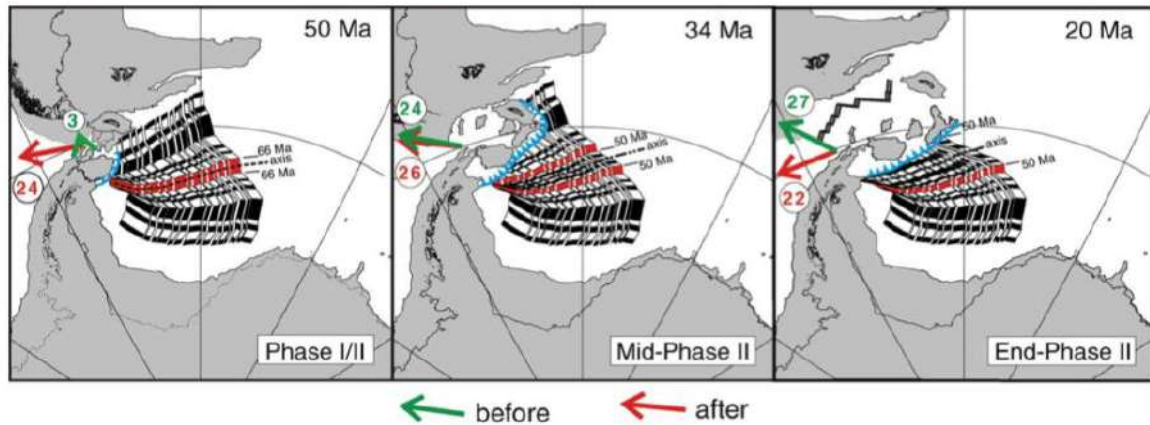 50 Ma
3
24
66 Ma
axis
66 Ma
Phase I/II
34 Ma
24
26
50 Ma
axis
50 Ma
Mid-Phase II
20 Ma
27
22
50 Ma
axis
50 Ma
End-Phase II
before
after